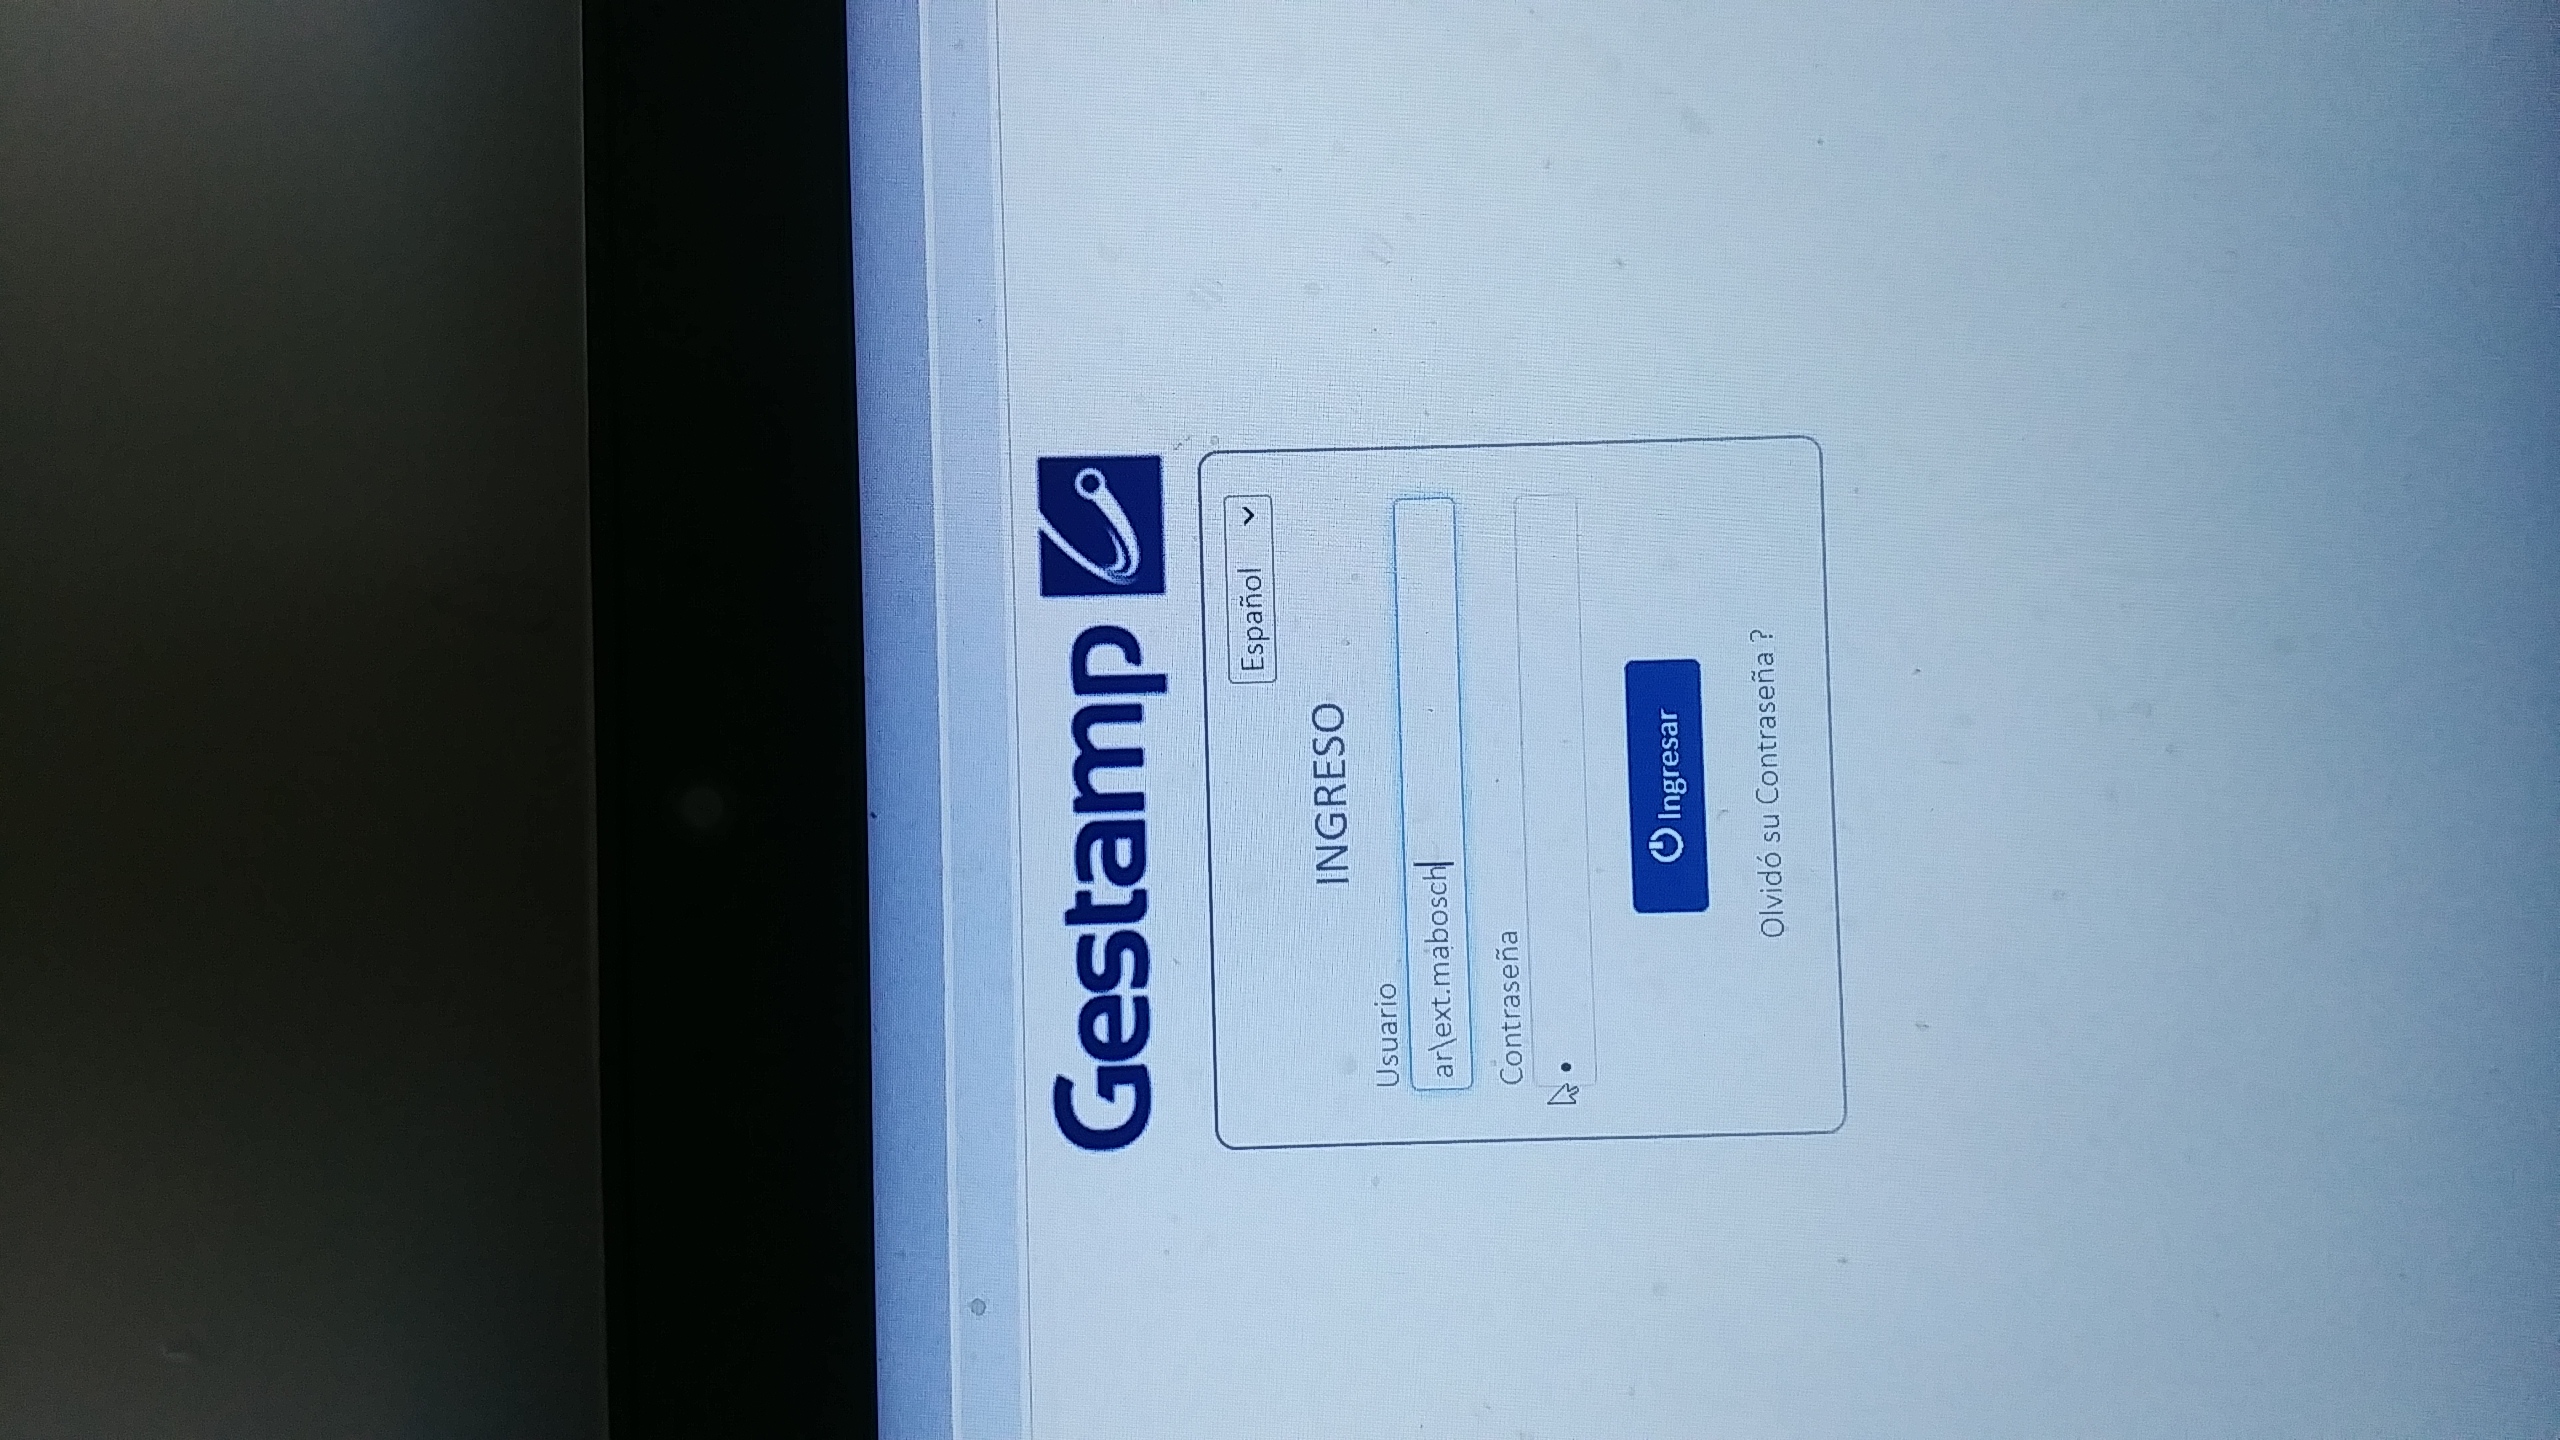 Gestamp
Español
INGRESO
Usuario
ar\ext.mabosch
Contraseña
•
Ingresar
Olvidó su Contraseña ?